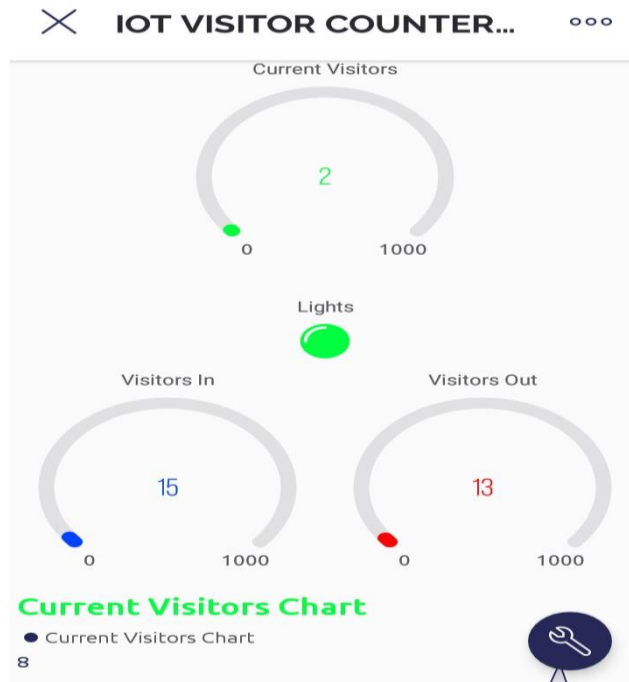 IOT VISITOR COUNTER...
Current Visitors
2
0 1000
Lights
Visitors In Visitors Out
15 13
0 1000 0 1000
Current Visitors Chart
Current Visitors Chart
8